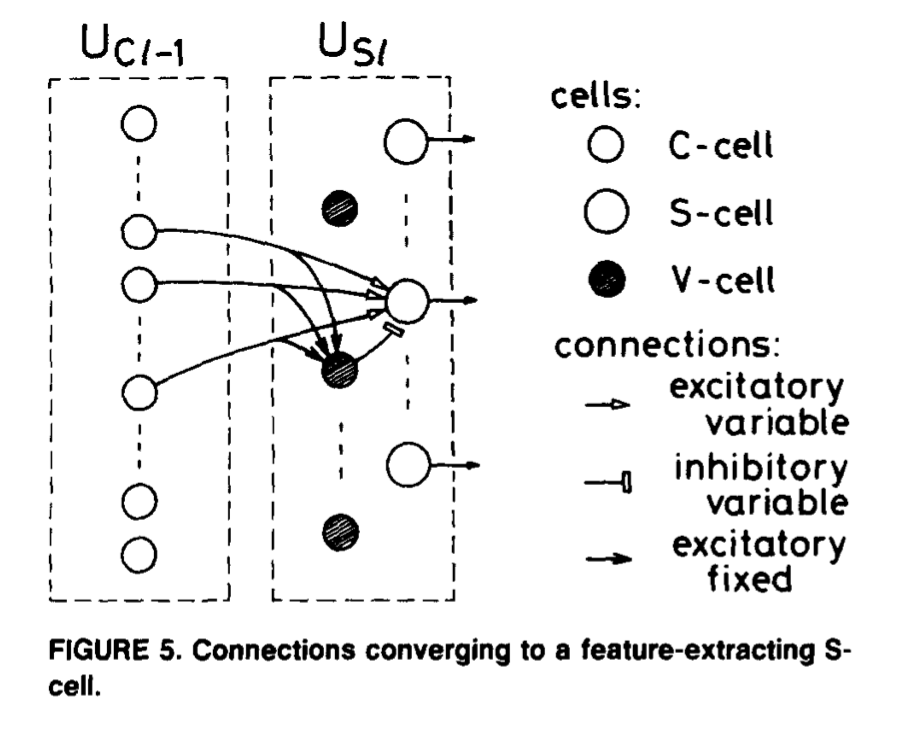 UCl-1
USl
cells:
C-cell
S-cell
V-cell
connections:
excitatory
variable
inhibitory
variable
excitatory
fixed
FIGURE 5. Connections converging to a feature-extracting S-
cell.